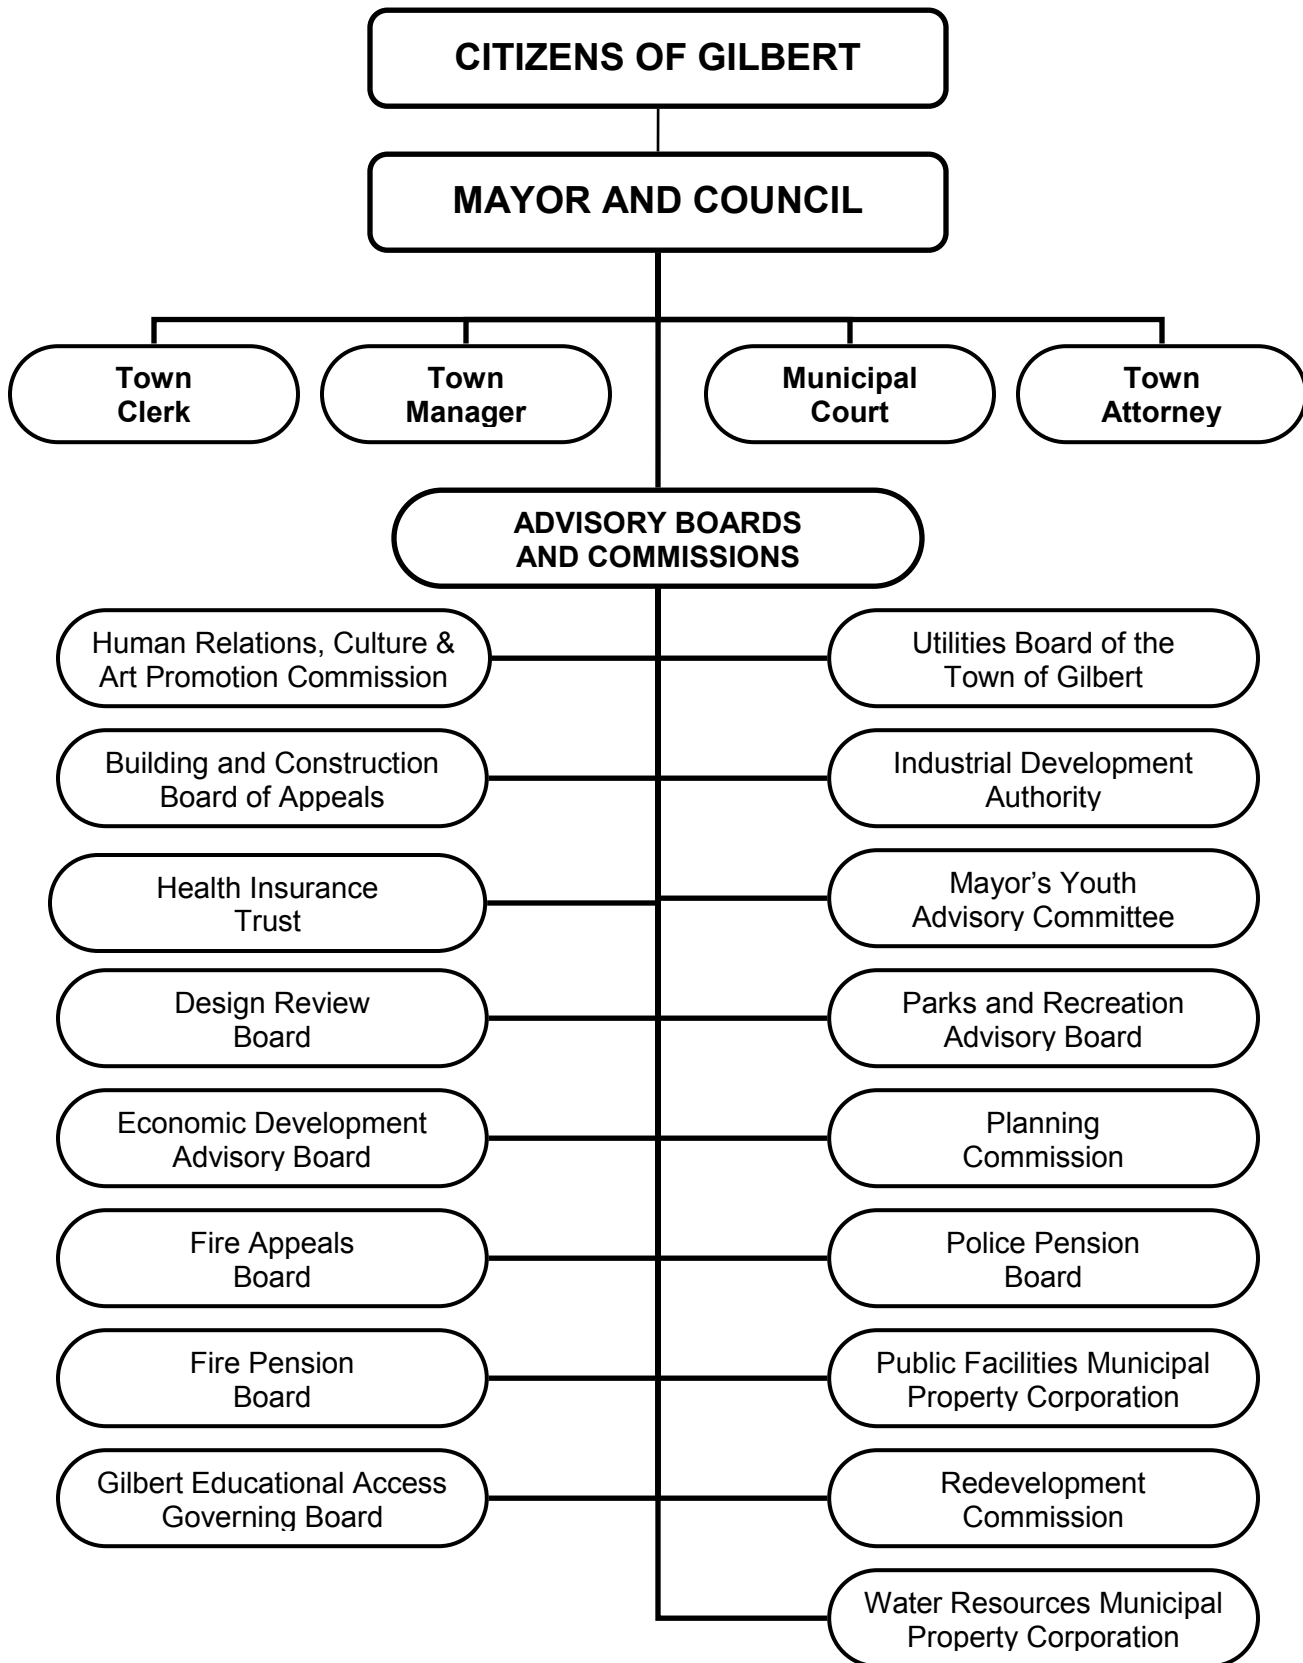 CITIZENS OF GILBERT
MAYOR AND COUNCIL
Town
Clerk
Town
Manager
Municipal
Court
Town
Attorney
ADVISORY BOARDS
AND COMMISSIONS
Human Relations, Culture &
Art Promotion Commission
Utilities Board of the
Town of Gilbert
Building and Construction
Board of Appeals
Industrial Development
Authority
Health Insurance
Trust
Mayor’s Youth
Advisory Committee
Design Review
Board
Parks and Recreation
Advisory Board
Economic Development
Advisory Board
Planning
Commission
Fire Appeals
Board
Police Pension
Board
Fire Pension
Board
Public Facilities Municipal
Property Corporation
Gilbert Educational Access
Governing Board
Redevelopment
Commission
Water Resources Municipal
Property Corporation